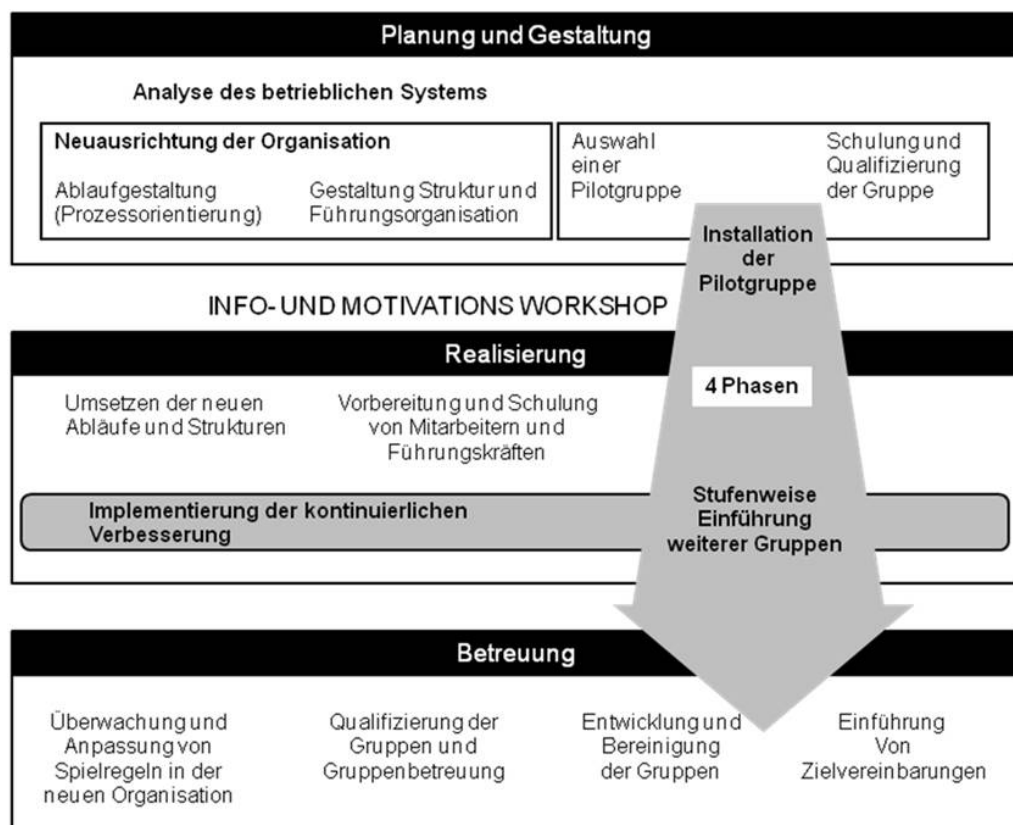 Planung und Gestaltung
Analyse des betrieblichen Systems
Neuausrichtung der Organisation
Ablaufgestaltung
(Prozessorientierung)
Gestaltung Struktur und
Führungsorganisation
Auswahl
einer
Pilotgruppe
Schulung und
Qualifizierung
der Gruppe
Installation
der
Pilotgruppe
INFO- UND MOTIVATIONS WORKSHOP
Realisierung
4 Phasen
Umsetzen der neuen
Abläufe und Strukturen
Vorbereitung und Schulung
von Mitarbeitern und
Führungskräften
Implementierung der kontinuierlichen
Verbesserung
Stufenweise
Einführung
weiterer Gruppen
Betreuung
Überwachung und
Anpassung von
Spielregeln in der
neuen Organisation
Qualifizierung der
Gruppen und
Gruppenbetreuung
Entwicklung und
Bereinigung
der Gruppen
Einführung
Von
Zielvereinbarungen